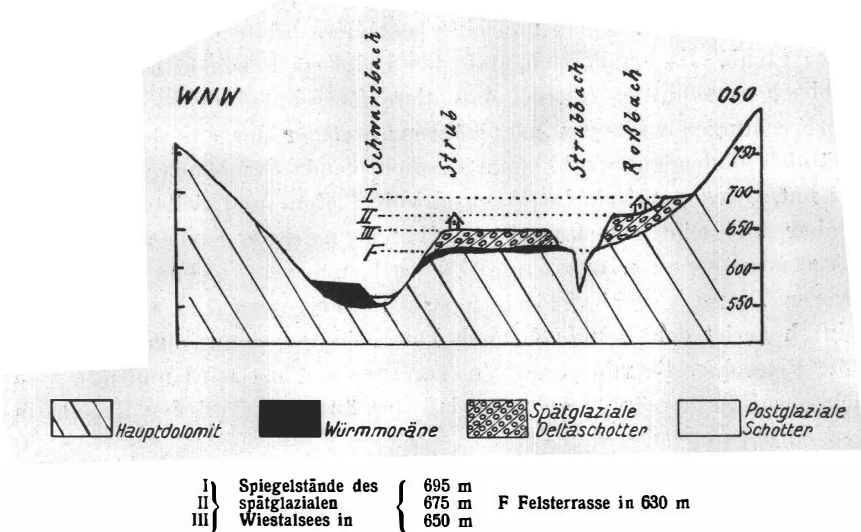 WNW
OSO
Schwarzbach
Strub
Strubbach
Roßbach
750
700
650
600
550
I
II
III
F
Hauptdolomit
Würmmoräne
Spätglaziale
Deltaschotter
Postglaziale
Schotter
I } Spiegelstände des { 695 m
II } spätglazialen { 675 m F Felsterrasse in 630 m
III } Wiestalsees in { 650 m